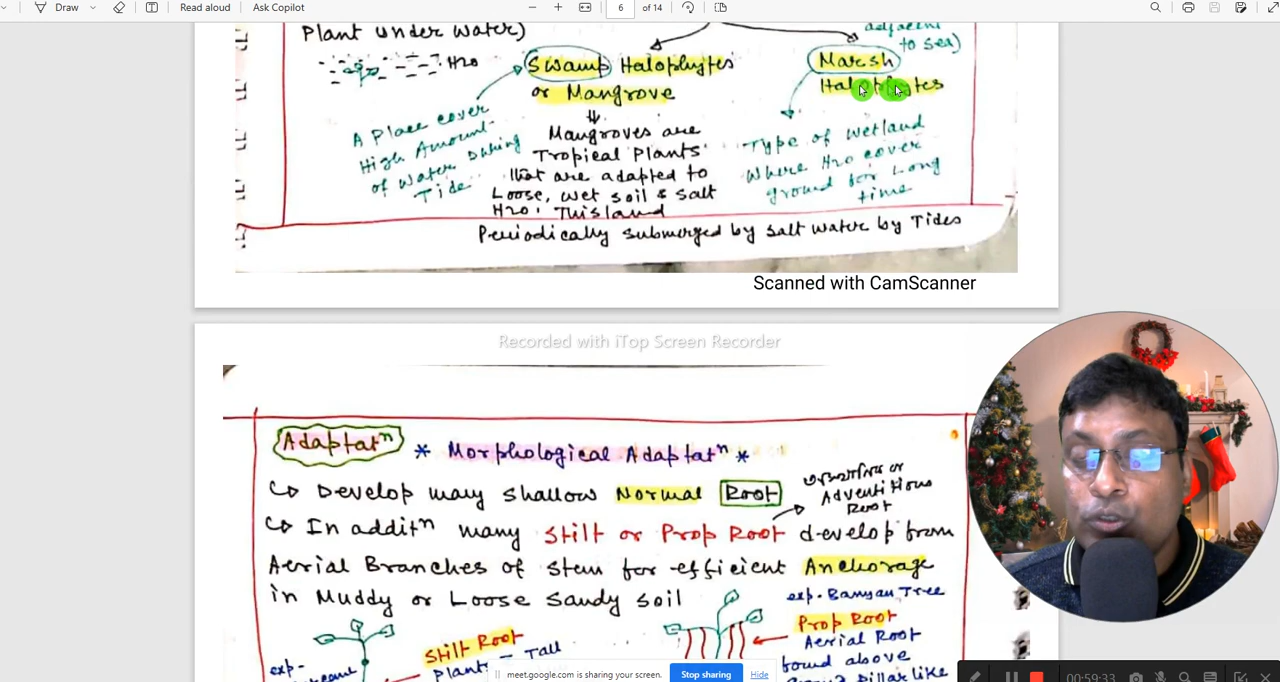 Draw
Read aloud
Ask Copilot
6
of 14
Plant under water)
H2O
adjacent
to sea)
Swamp Halophytes
or Mangrove
Marsh
Halophytes
A Place cover
High Amount
of water During
Tide
Mangroves are
Tropical Plants
that are adapted to
Loose, wet soil & salt
H2O. This land
Periodically submerged by salt water by Tides
Type of wetland
Where H2O cover
ground for Long
time
Scanned with CamScanner
Recorded with iTop Screen Recorder
Adaptatⁿ
* Morphological Adaptatⁿ *
Develop many shallow Normal Root
Adventitious
Root
In additⁿ many Stilt or Prop Root develop from
Aerial Branches of stem for efficient Anchorage
in Muddy or Loose Sandy soil
exp- Banyan Tree
Prop Root
Aerial Root
found above
pillar like
Stilt Root
Plant - Tall
exp-
meet.google.com is sharing your screen.
Stop sharing
Hide
00:59:33